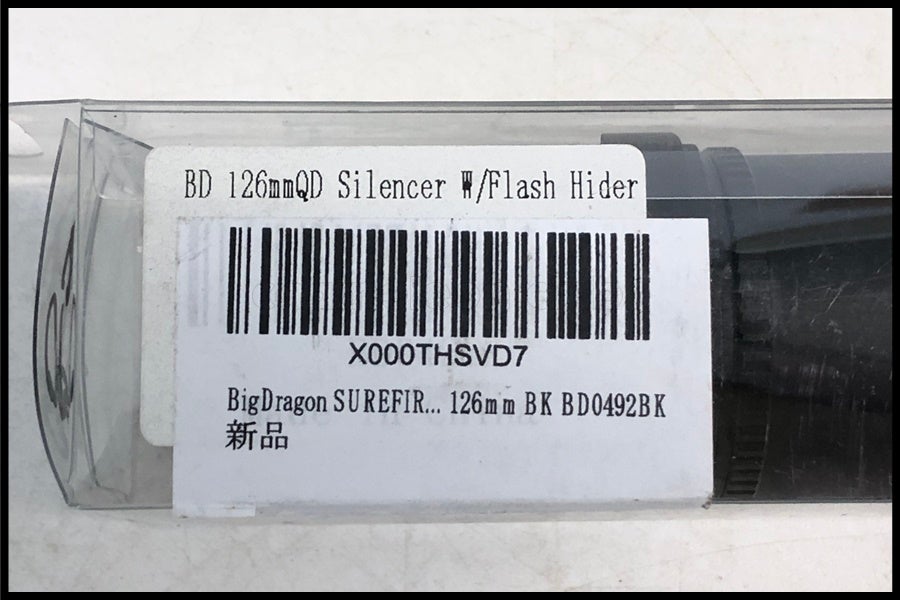 BD 126mmQD Silencer W/Flash Hider
X000THSVD7
BigDragon SUREFIR... 126mm BK BD0492BK
新品